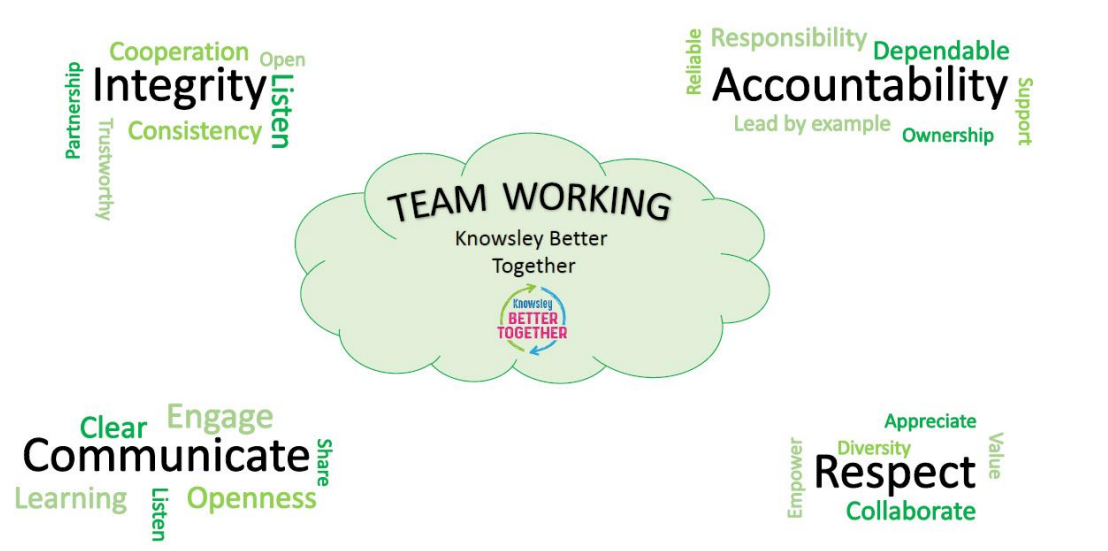 Cooperation
Open
Partnership
Integrity
Listen
Trustworthy
Consistency
Reliable
Responsibility
Dependable
Accountability
Support
Lead by example
Ownership
TEAM WORKING
Knowsley Better
Together
Knowsley
BETTER
TOGETHER
Clear
Engage
Communicate
Share
Learning
Listen
Openness
Appreciate
Empower
Diversity
Value
Respect
Collaborate